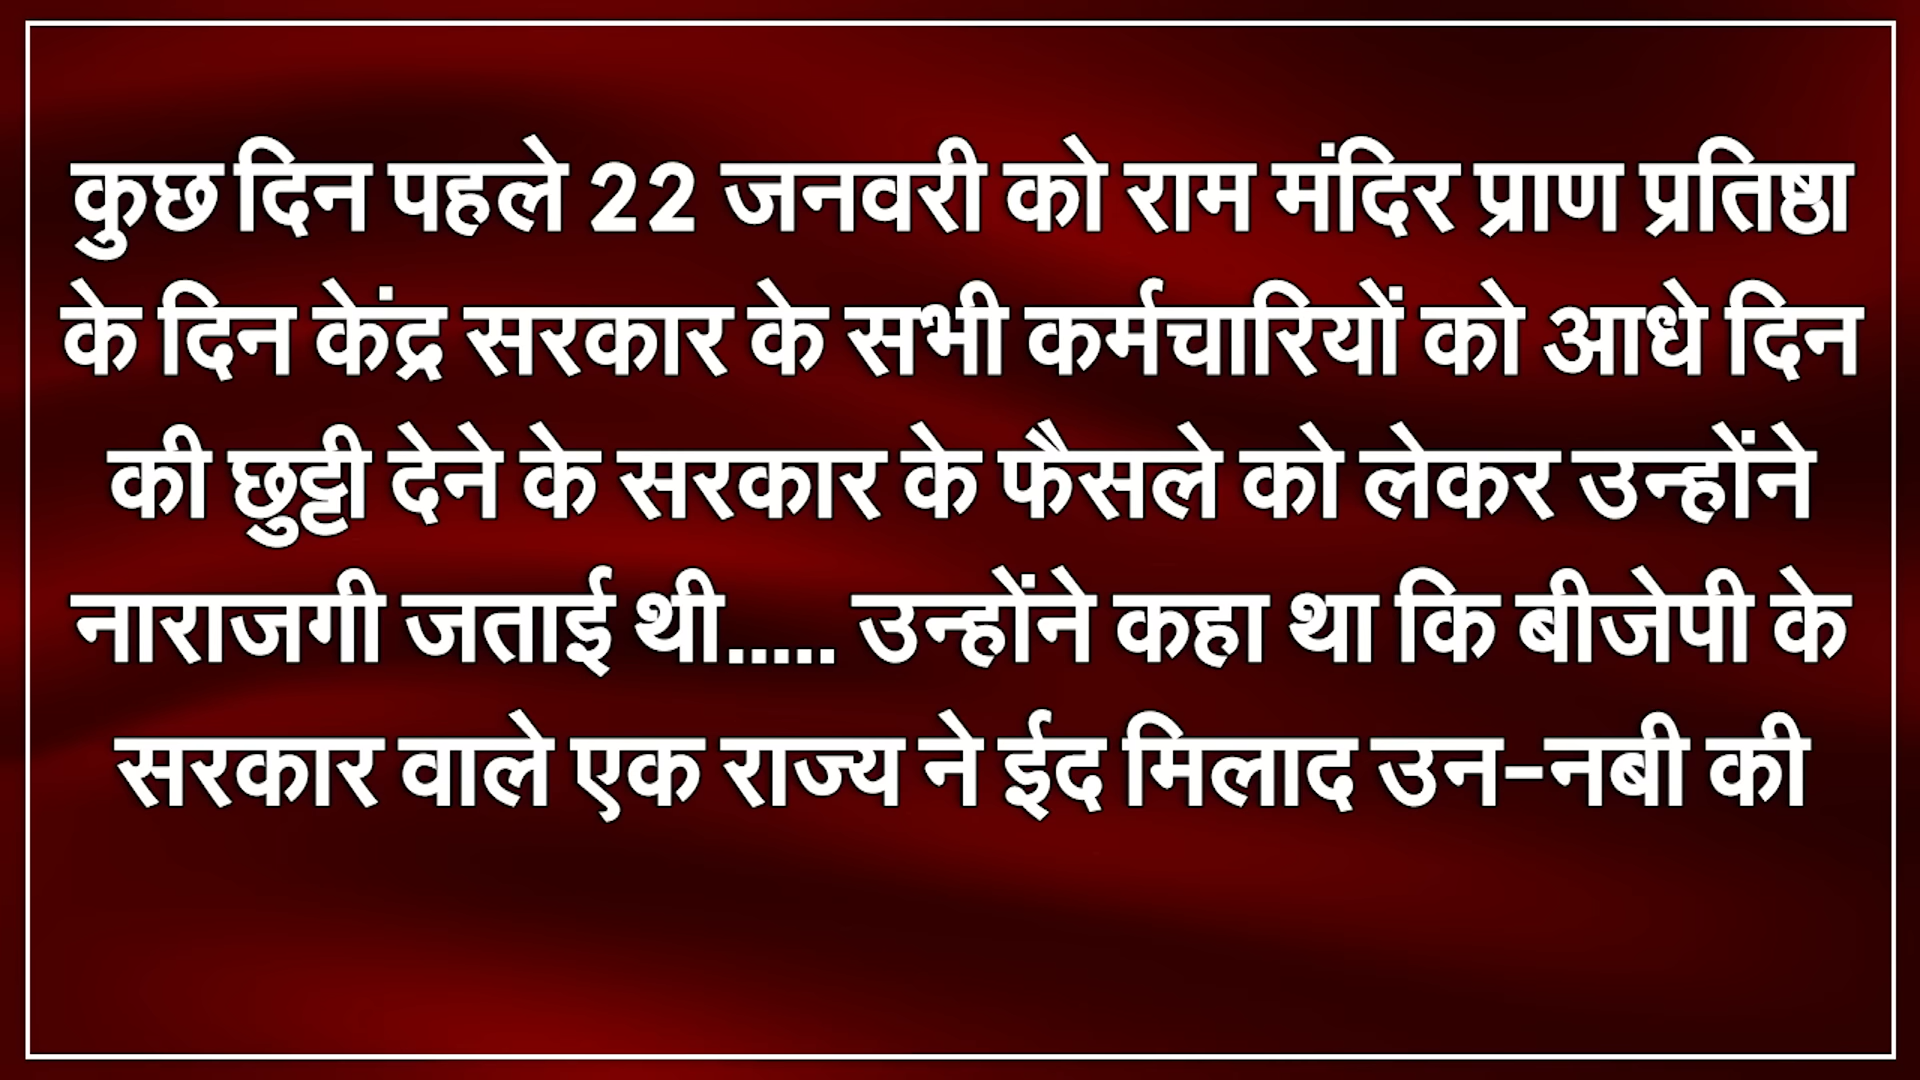 कुछ दिन पहले 22 जनवरी को राम मंदिर प्राण प्रतिष्ठा
के दिन केंद्र सरकार के सभी कर्मचारियों को आधे दिन
की छुट्टी देने के सरकार के फैसले को लेकर उन्होंने
नाराजगी जताई थी..... उन्होंने कहा था कि बीजेपी के
सरकार वाले एक राज्य ने ईद मिलाद उन-नबी की